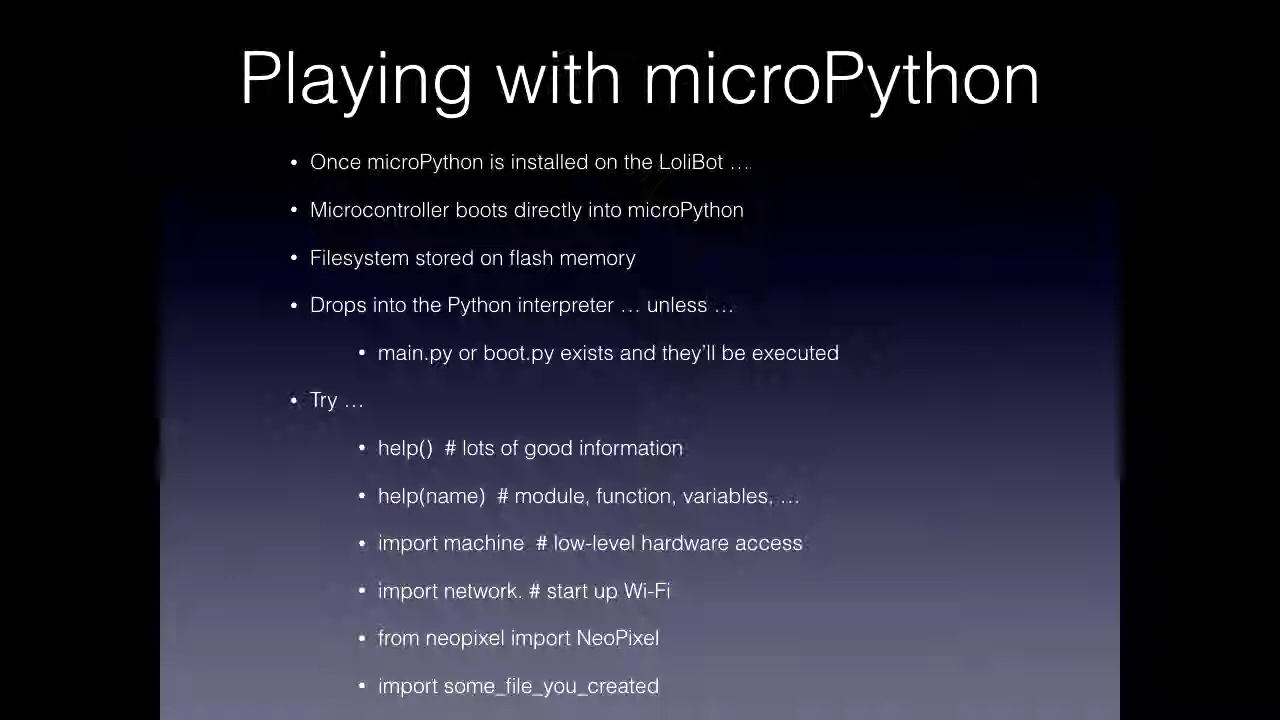 Playing with microPython
• Once microPython is installed on the LoliBot …
• Microcontroller boots directly into microPython
• Filesystem stored on flash memory
• Drops into the Python interpreter … unless …
• main.py or boot.py exists and they’ll be executed
• Try …
• help()  # lots of good information
• help(name)  # module, function, variables, …
• import machine  # low-level hardware access
• import network. # start up Wi-Fi
• from neopixel import NeoPixel
• import some_file_you_created